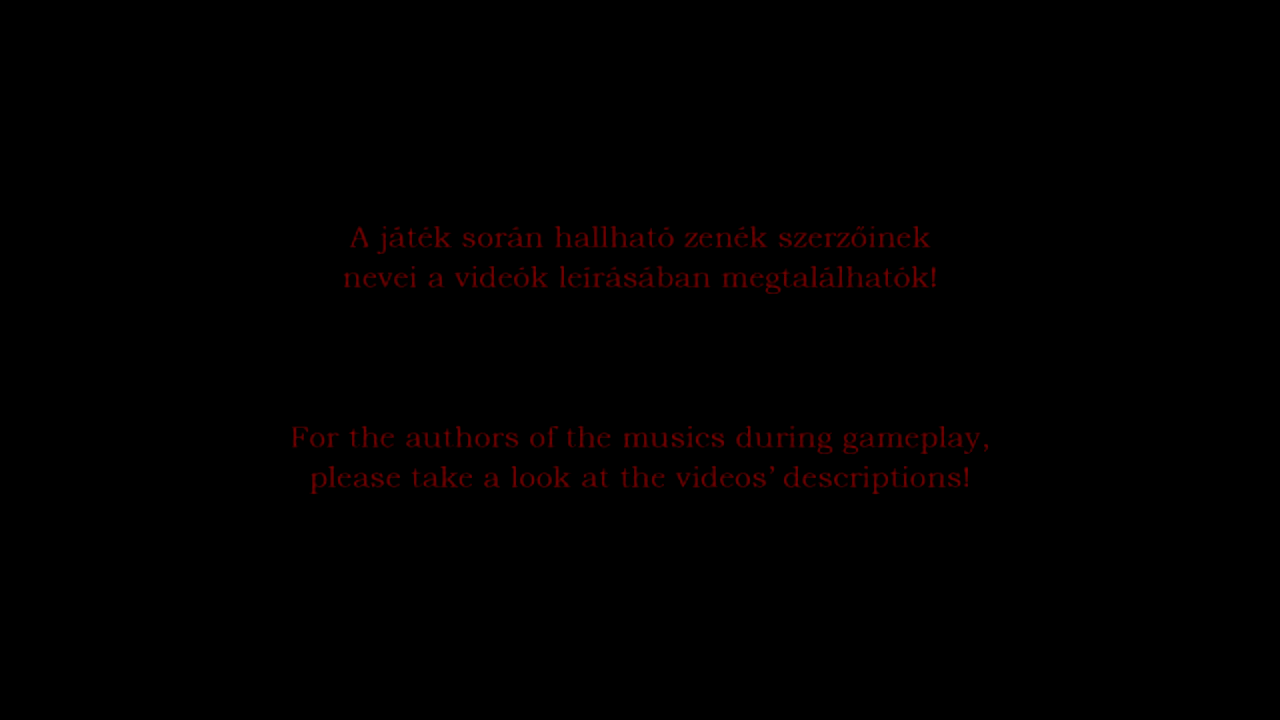 A játék során hallható zenék szerzőinek
nevei a videók leírásában megtalálhatók!
For the authors of the musics during gameplay,
please take a look at the videos’ descriptions!